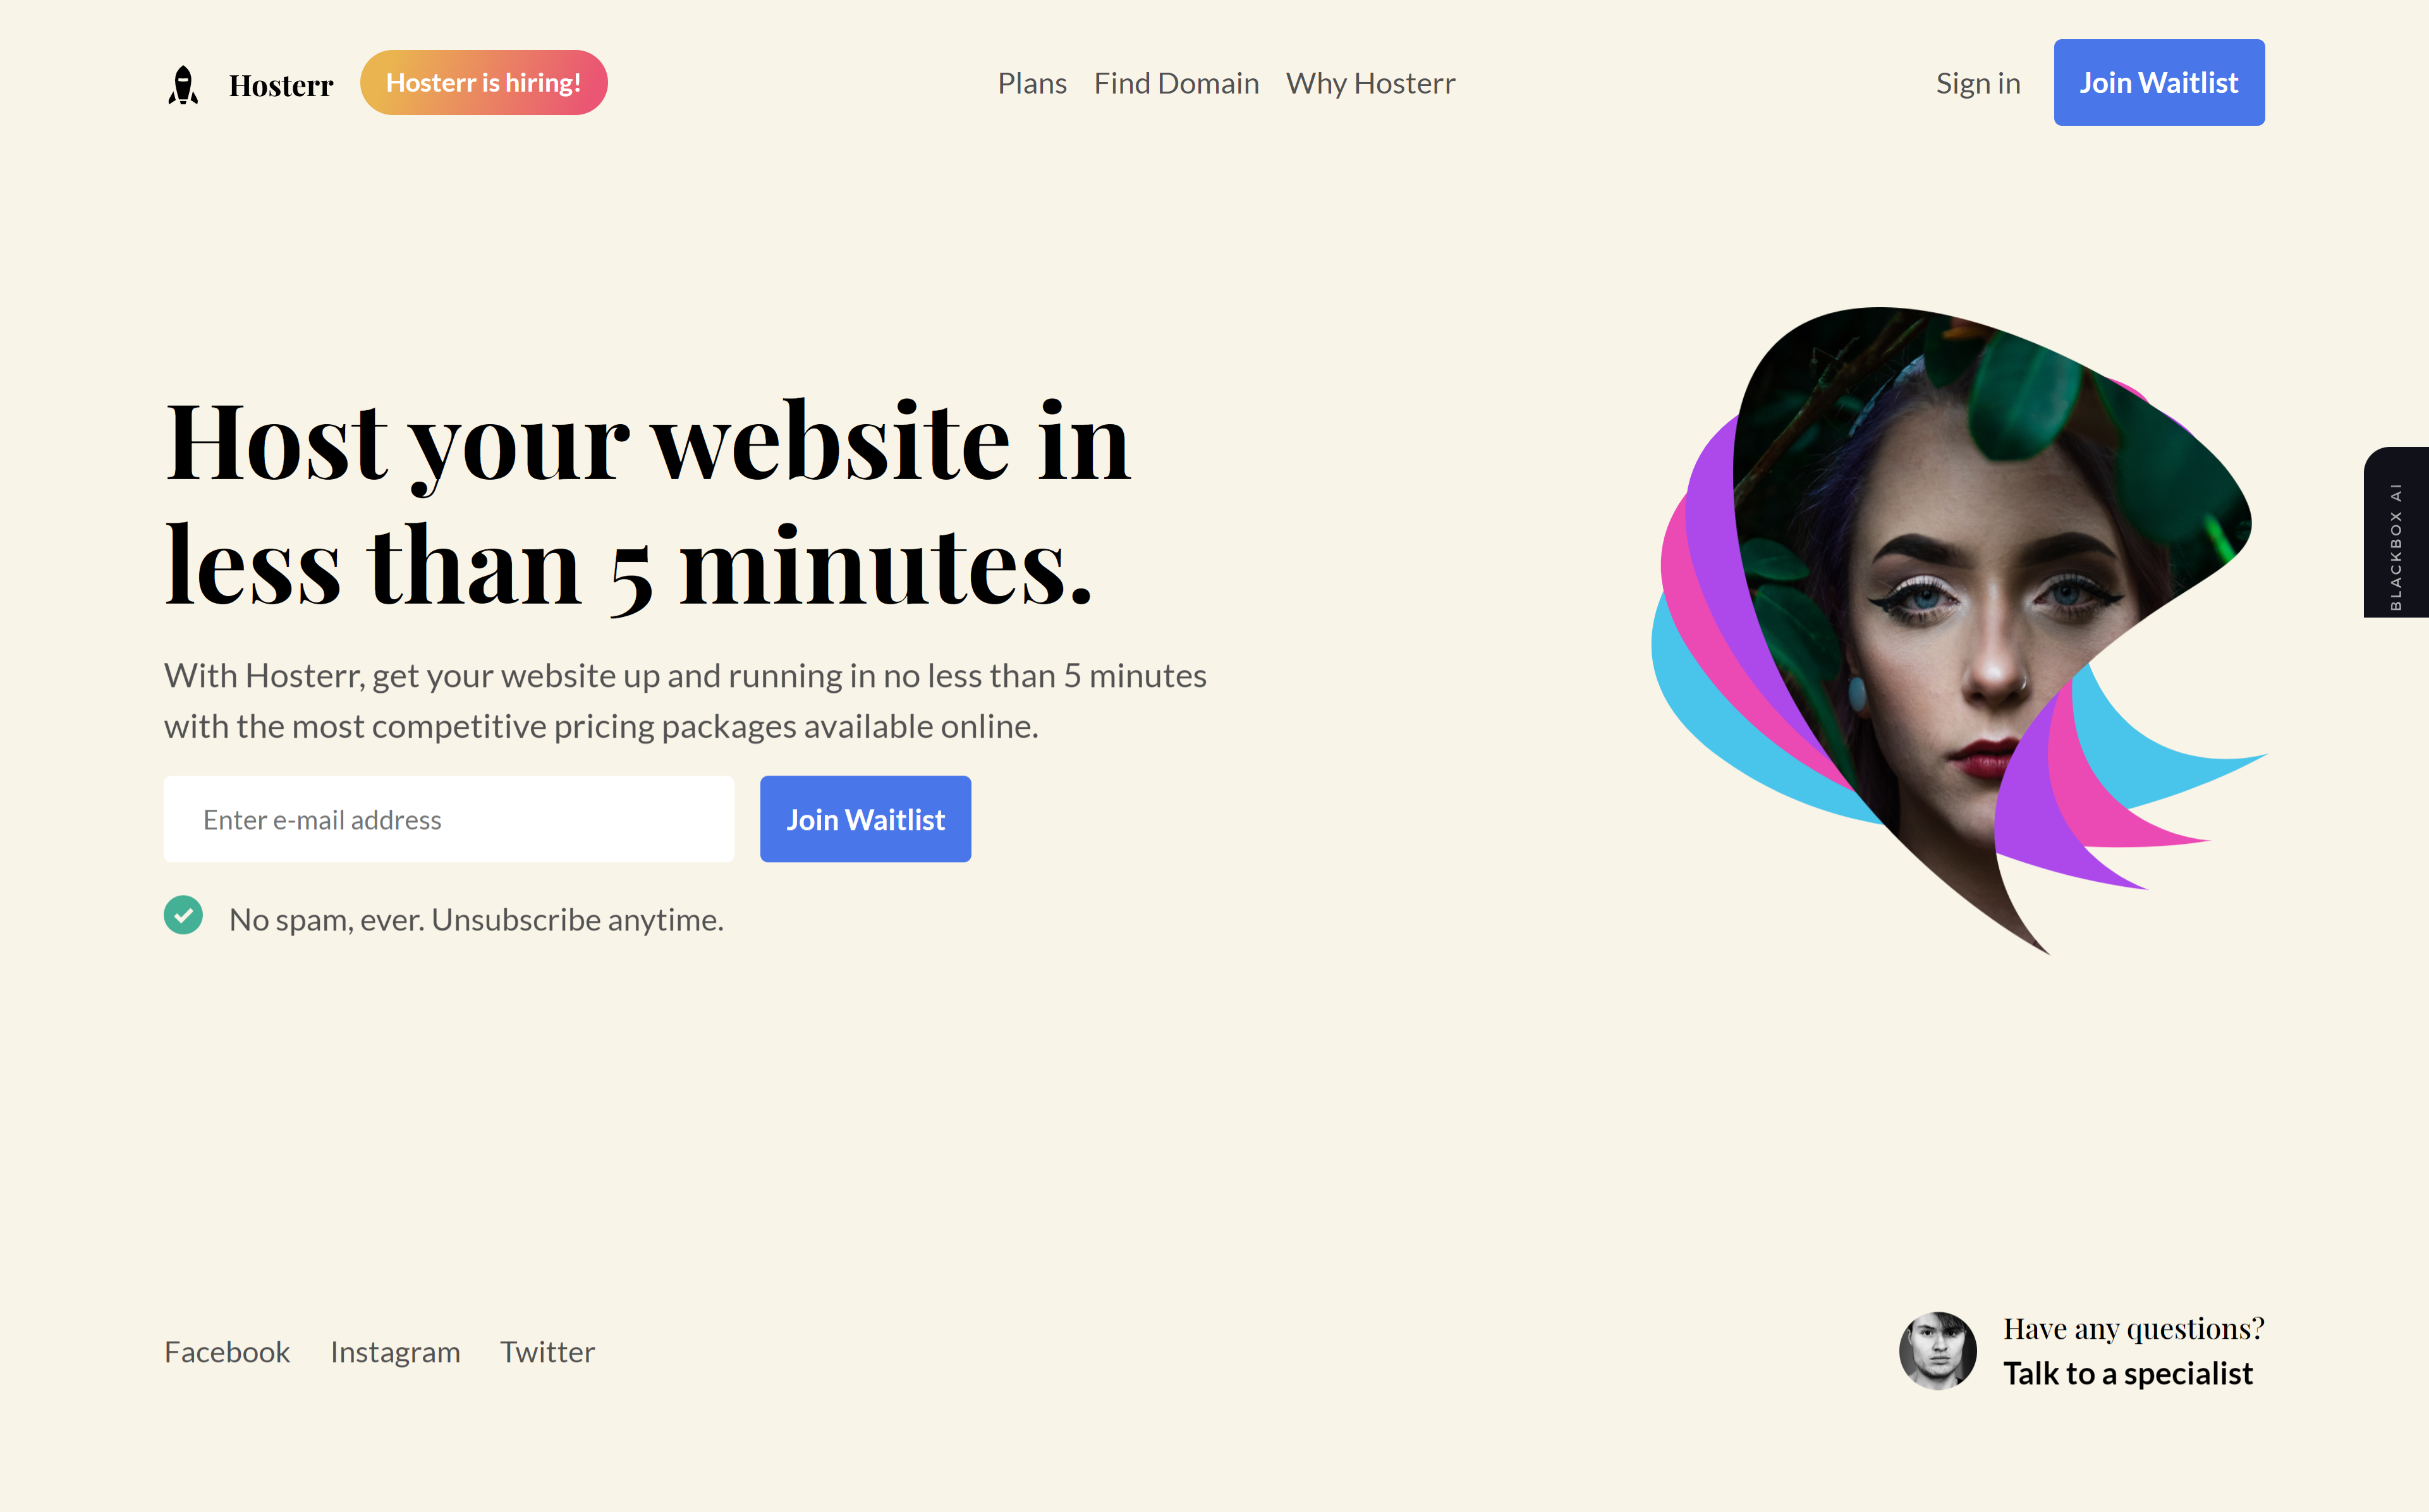 Hosterr
Hosterr is hiring!
Plans
Find Domain
Why Hosterr
Sign in
Join Waitlist
Host your website in
less than 5 minutes.
With Hosterr, get your website up and running in no less than 5 minutes
with the most competitive pricing packages available online.
Enter e-mail address
Join Waitlist
No spam, ever. Unsubscribe anytime.
BLACKBOX AI
Facebook
Instagram
Twitter
Have any questions?
Talk to a specialist